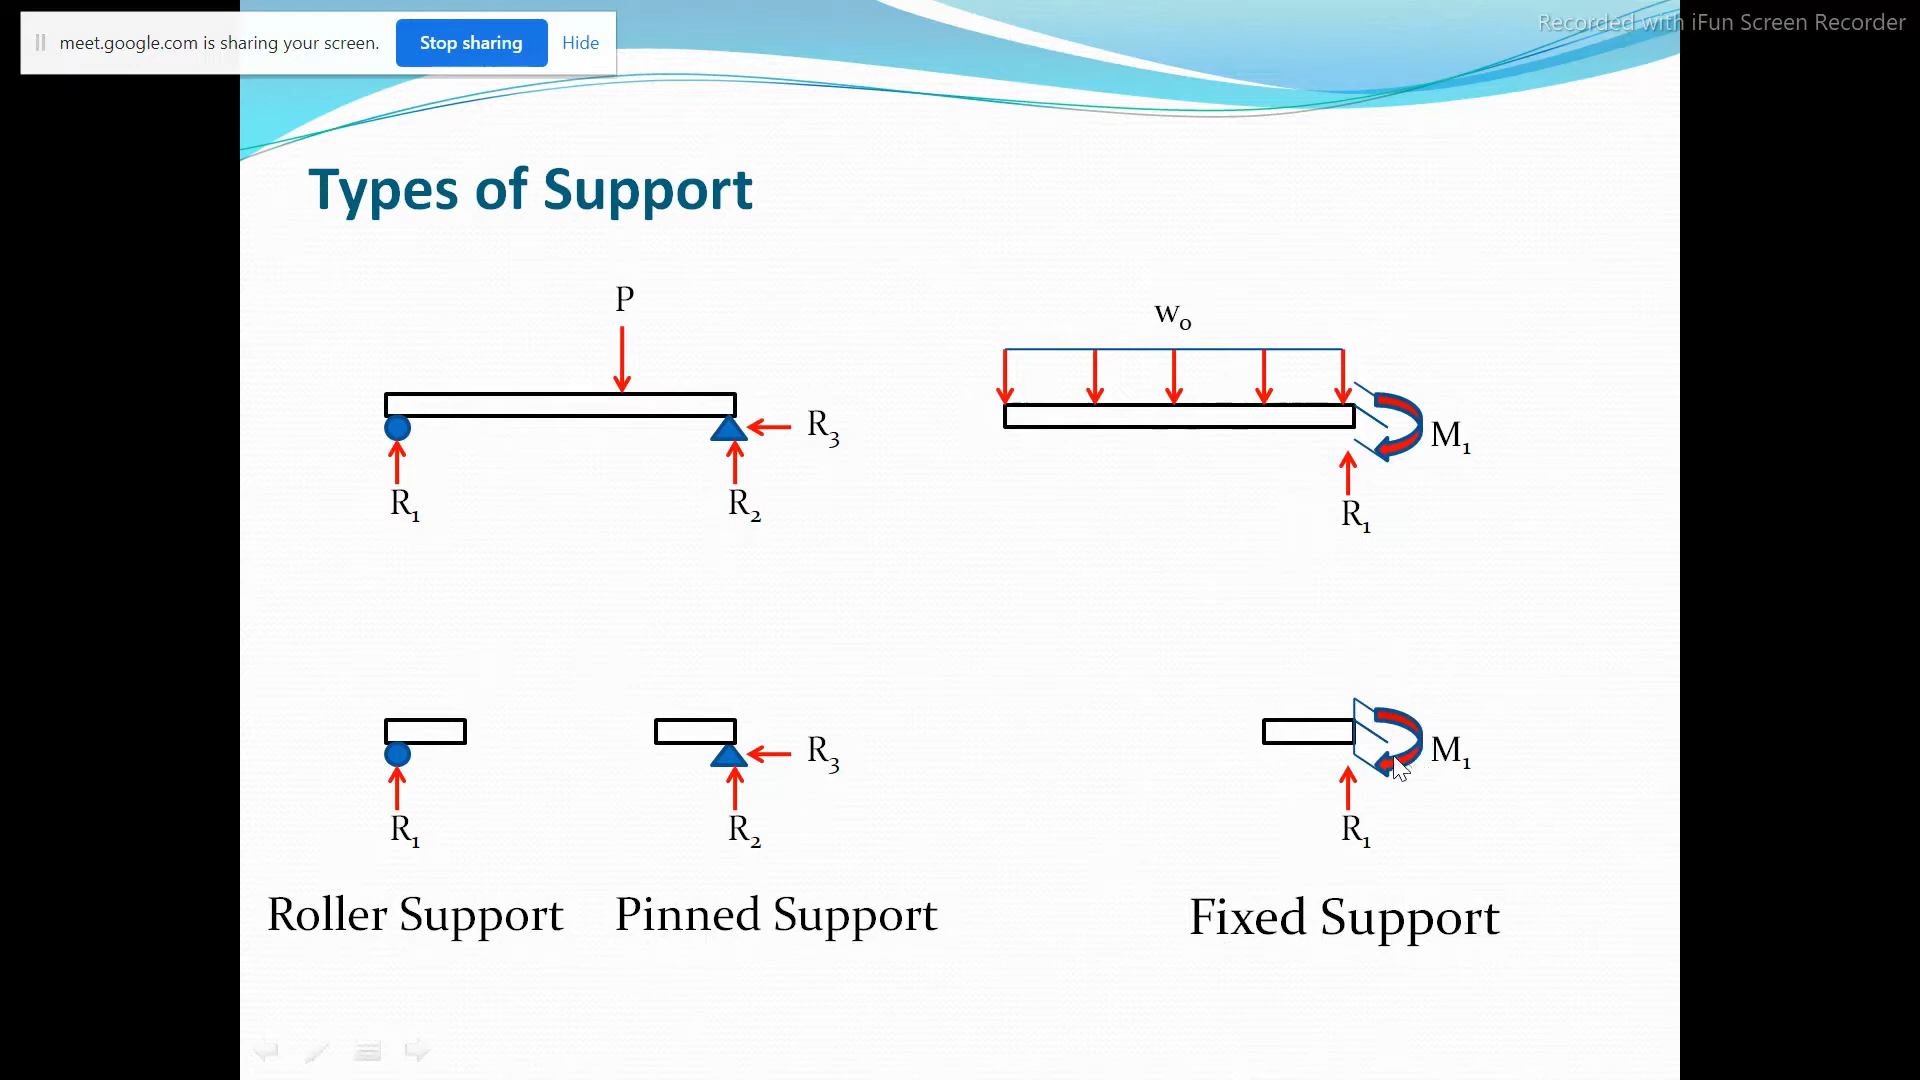 meet.google.com is sharing your screen. Stop sharing Hide
Recorded with iFun Screen Recorder
Types of Support
P
w₀
R₃
M₁
R₁
R₂
R₁
R₃
M₁
R₁
R₂
R₁
Roller Support
Pinned Support
Fixed Support